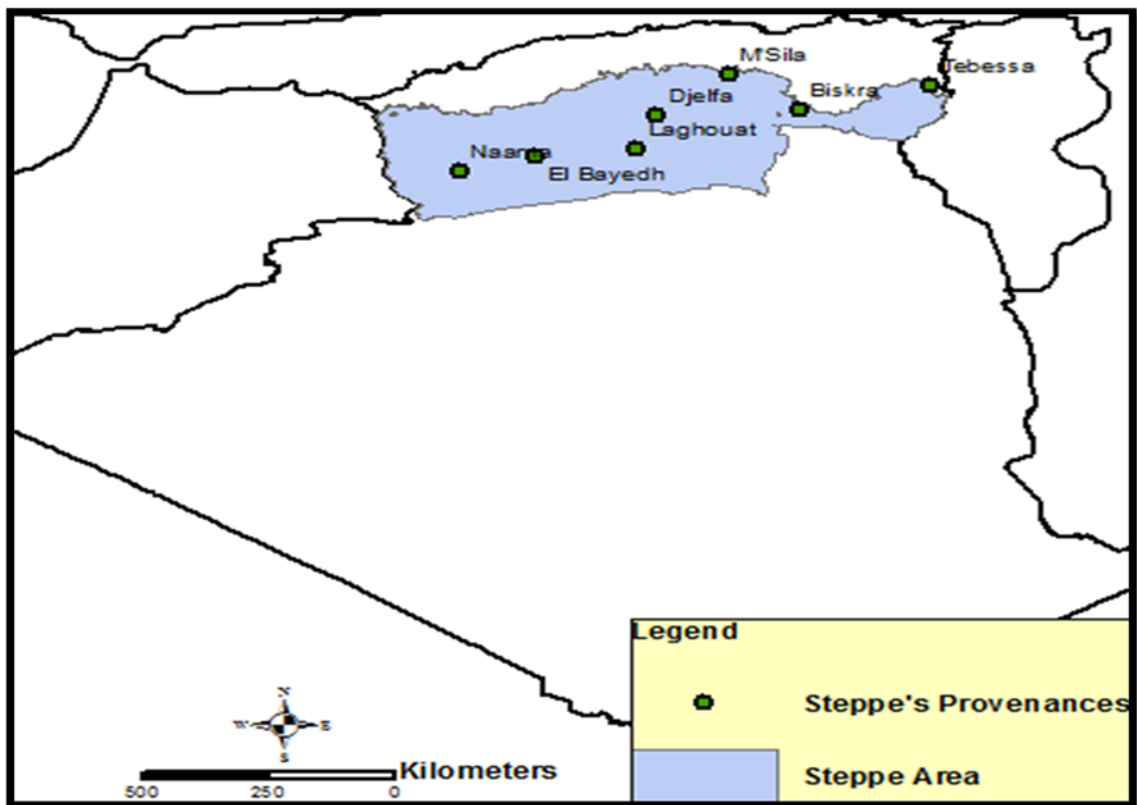 M'Sila
Tebessa
Biskra
Djelfa
Laghouat
Naama
El Bayedh
Legend
Steppe's Provenances
Steppe Area
N
W E
S
Kilometers
500 250 0